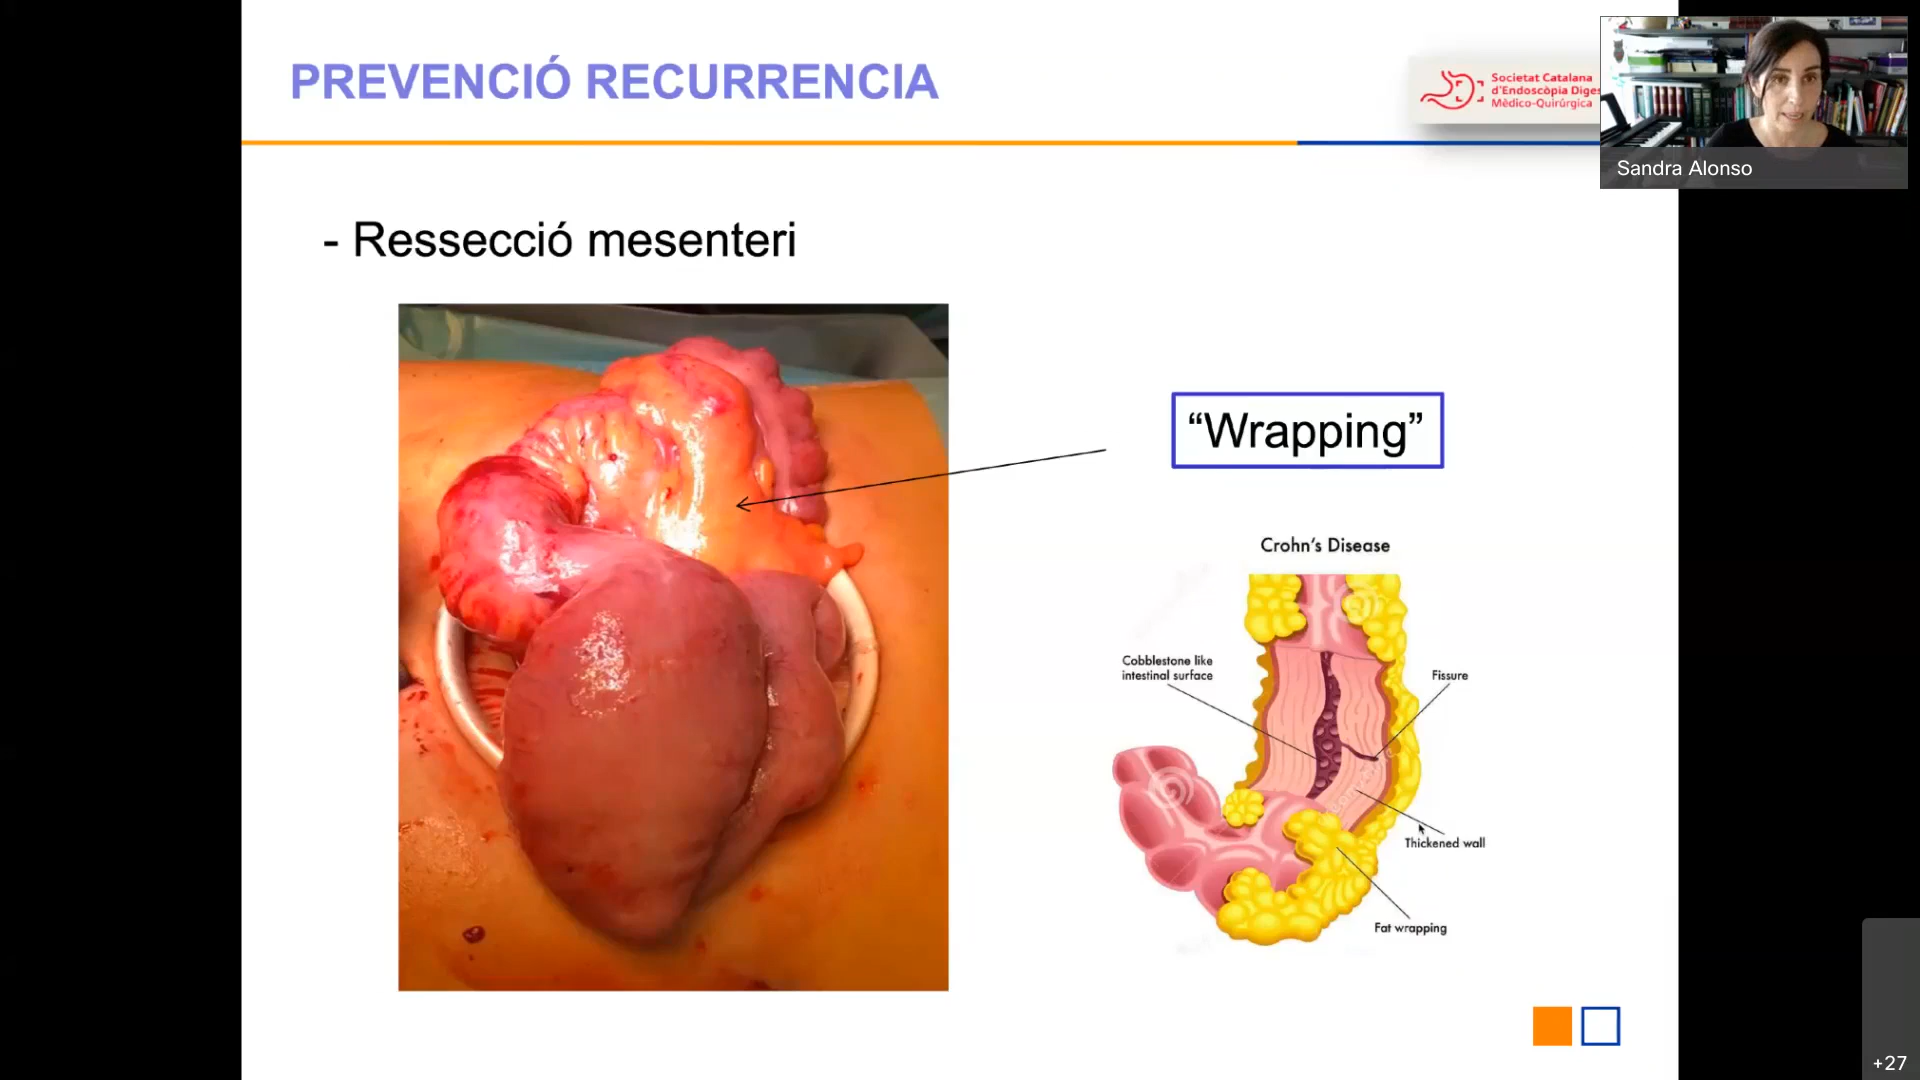 PREVENCIÓ RECURRENCIA
Societat Catalana
d'Endoscòpia
Mèdico-Quirúrgica
Sandra Alonso
- Ressecció mesenteri
“Wrapping”
Crohn's Disease
Cobblestone like
intestinal surface
Fissure
Thickened wall
Fat wrapping
+27